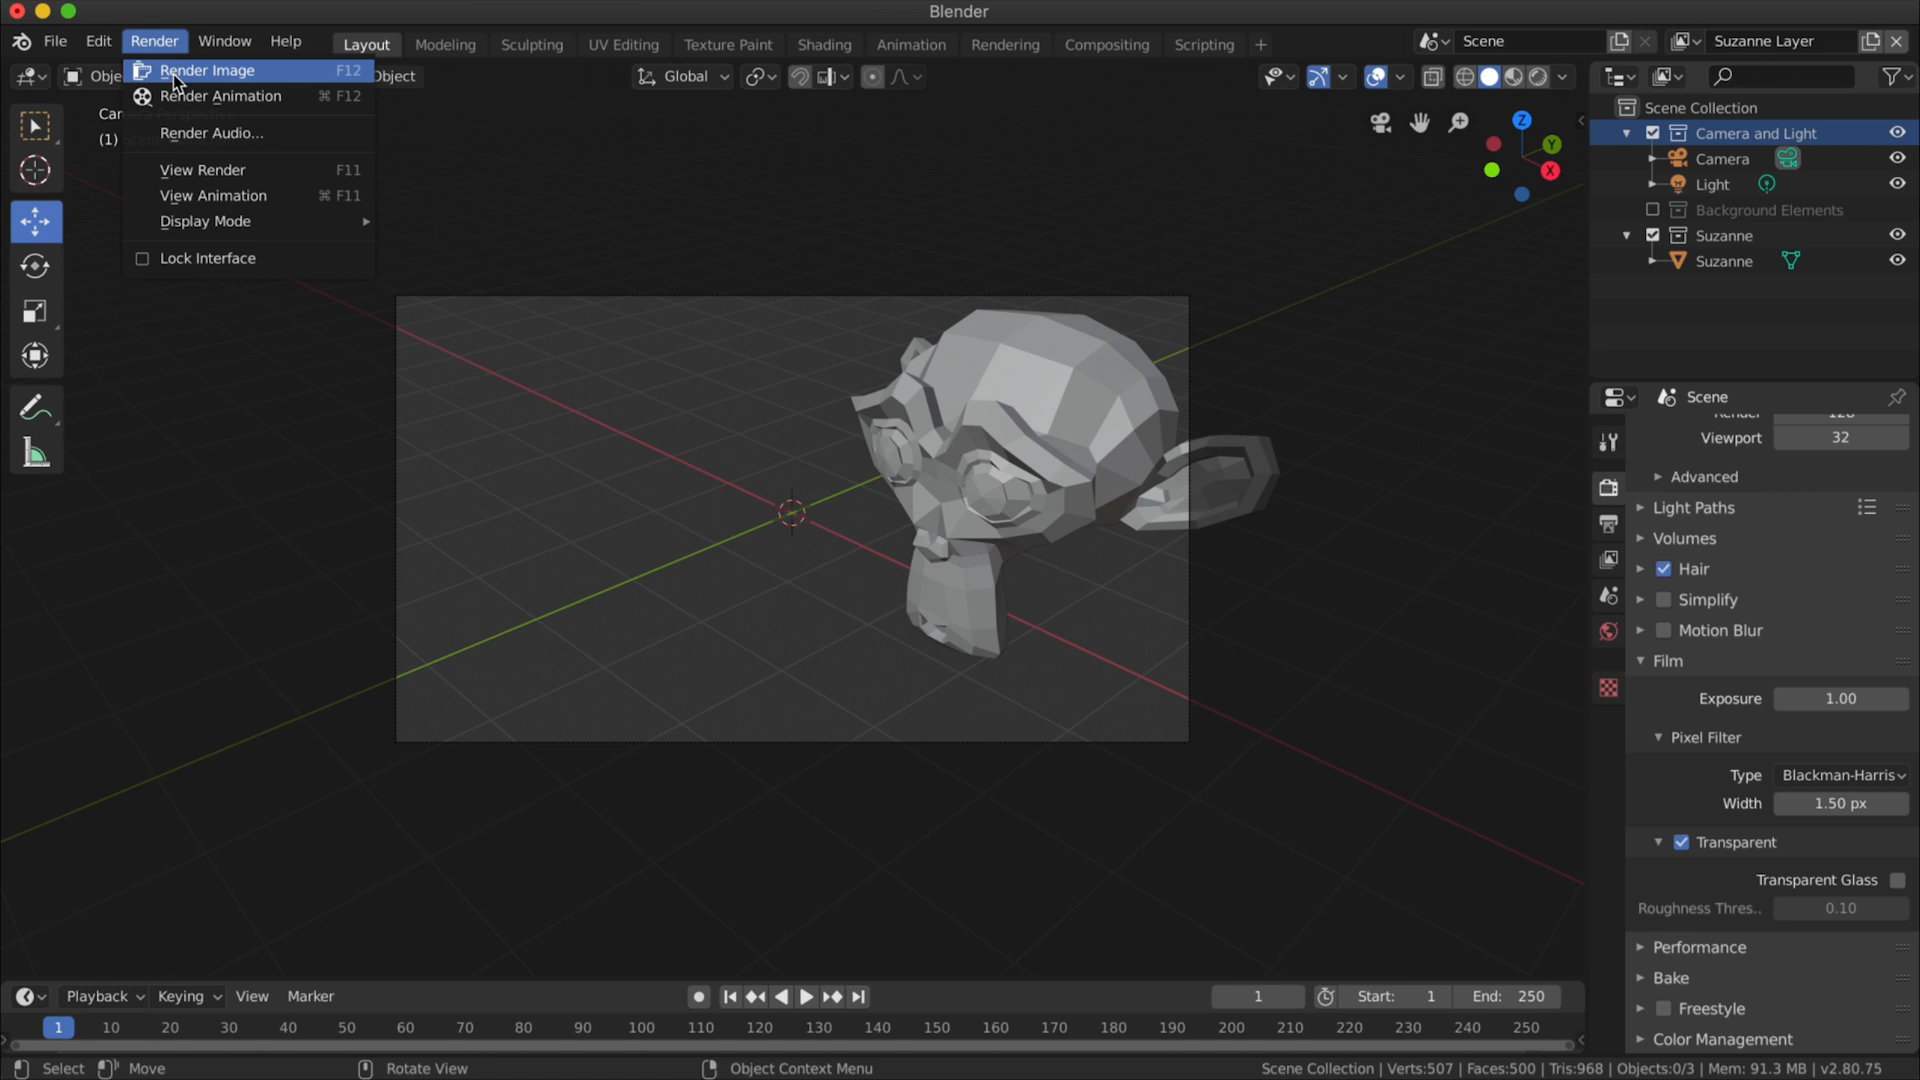 Blender
File Edit Render Window Help Layout Modeling Sculpting UV Editing Texture Paint Shading Animation Rendering Compositing Scripting + Scene Suzanne Layer
Obje Object Global
Render Image F12
Render Animation ⌘ F12
Render Audio...
View Render F11
View Animation ⌘ F11
Display Mode
Lock Interface
(1)
Z
Y
X
Scene Collection
Camera and Light
Camera
Light
Background Elements
Suzanne
Suzanne
Scene
Viewport 32
Advanced
Light Paths
Volumes
Hair
Simplify
Motion Blur
Film
Exposure 1.00
Pixel Filter
Type Blackman-Harris
Width 1.50 px
Transparent
Transparent Glass
Roughness Thres.. 0.10
Performance
Bake
Freestyle
Color Management
Playback Keying View Marker 1 Start: 1 End: 250
1 10 20 30 40 50 60 70 80 90 100 110 120 130 140 150 160 170 180 190 200 210 220 230 240 250
Select Move Rotate View Object Context Menu Scene Collection | Verts:507 | Faces:500 | Tris:968 | Objects:0/3 | Mem: 91.3 MB | v2.80.75